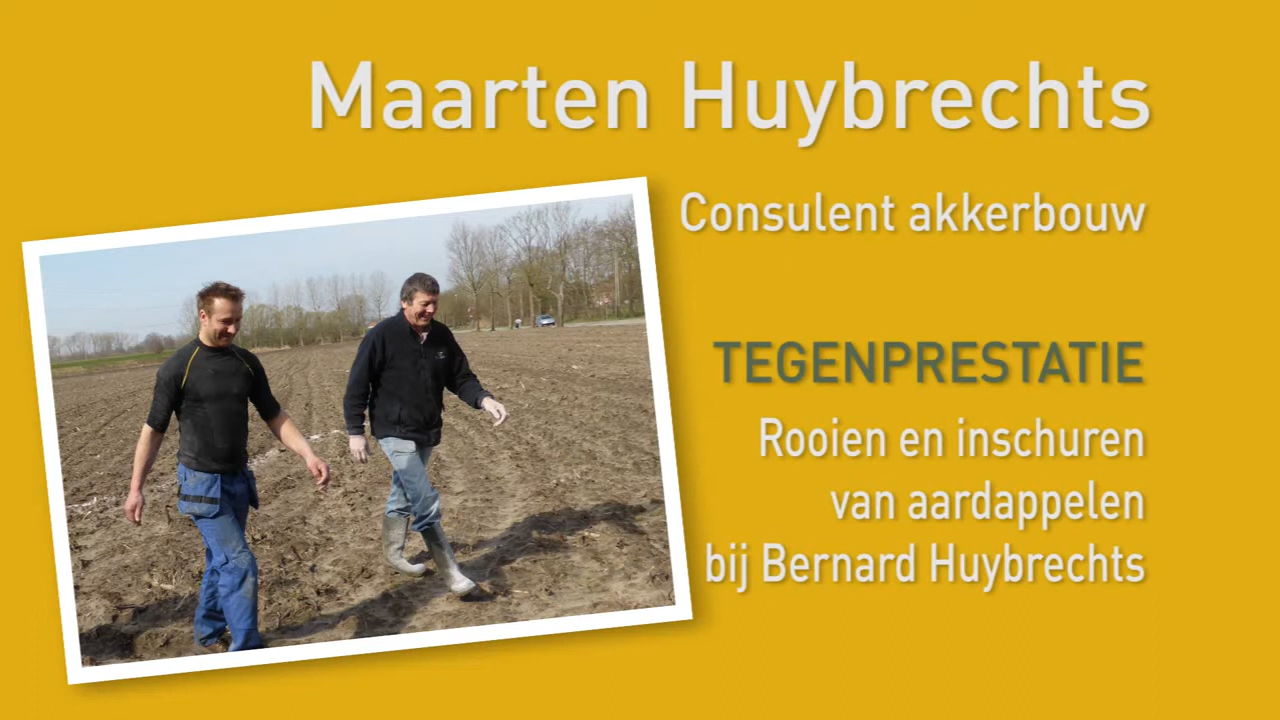 Maarten Huybrechts
Consulent akkerbouw
TEGENPRESTATIE
Rooien en inschuren
van aardappelen
bij Bernard Huybrechts